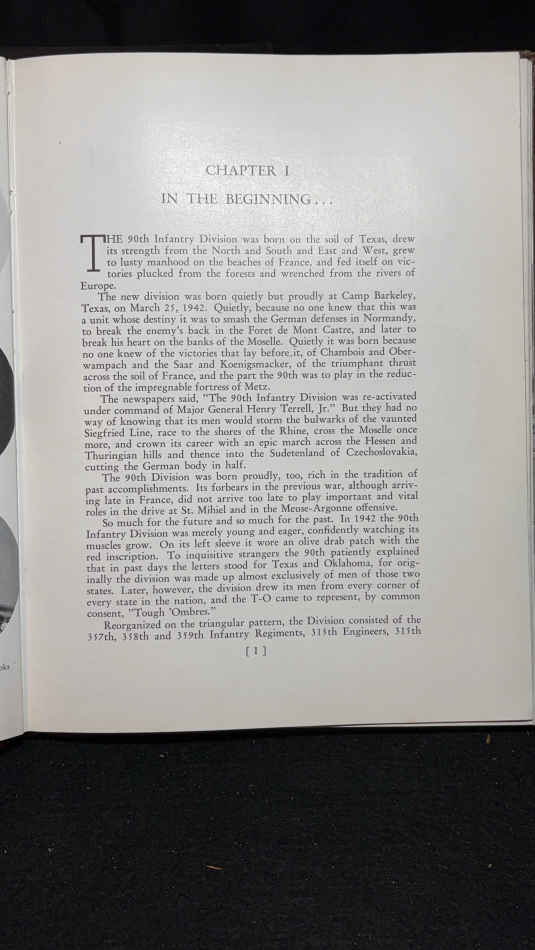 CHAPTER I
IN THE BEGINNING...
THE 90th Infantry Division was born on the soil of Texas, drew
its strength from the North and South and East and West, grew
to lusty manhood on the beaches of France, and fed itself on vic-
tories plucked from the forests and wrenched from the rivers of
Europe.
The new division was born quietly but proudly at Camp Barkeley,
Texas, on March 25, 1942. Quietly, because no one knew that this was
a unit whose destiny it was to smash the German defenses in Normandy,
to break the enemy's back in the Foret de Mont Castre, and later to
break his heart on the banks of the Moselle. Quietly it was born because
no one knew of the victories that lay before it, of Chambois and Ober-
wampach and the Saar and Koenigsmacker, of the triumphant thrust
across the soil of France, and the part the 90th was to play in the reduc-
tion of the impregnable fortress of Metz.
The newspapers said, "The 90th Infantry Division was re-activated
under command of Major General Henry Terrell, Jr." But they had no
way of knowing that its men would storm the bulwarks of the vaunted
Siegfried Line, race to the shores of the Rhine, cross the Moselle once
more, and crown its career with an epic march across the Hessen and
Thuringian hills and thence into the Sudetenland of Czechoslovakia,
cutting the German body in half.
The 90th Division was born proudly, too, rich in the tradition of
past accomplishments. Its forbears in the previous war, although arriv-
ing late in France, did not arrive too late to play important and vital
roles in the drive at St. Mihiel and in the Meuse-Argonne offensive.
So much for the future and so much for the past. In 1942 the 90th
Infantry Division was merely young and eager, confidently watching its
muscles grow. On its left sleeve it wore an olive drab patch with the
red inscription. To inquisitive strangers the 90th patiently explained
that in past days the letters stood for Texas and Oklahoma, for orig-
inally the division was made up almost exclusively of men of those two
states. Later, however, the division drew its men from every corner of
every state in the nation, and the T-O came to represent, by common
consent, "Tough 'Ombres."
Reorganized on the triangular pattern, the Division consisted of the
357th, 358th and 359th Infantry Regiments, 315th Engineers, 315th
[ 1 ]